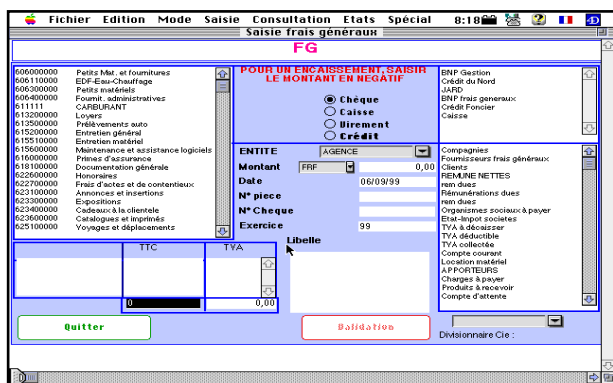 Fichier Edition Mode Saisie Consultation Etats Spécial 8:18
Saisie frais généraux
FG
606000000 Petits Mat. et fournitures
606110000 EDF-Eau-Chauffage
606300000 Petits matériels
606400000 Fournit. administratives
611111 CARBURANT
613200000 Loyers
613500000 Prélèvements auto
615200000 Entretien général
615510000 Entretien matériel
615600000 Maintenance et assistance logiciels
616000000 Primes d'assurance
618100000 Documentation générale
622600000 Honoraires
622700000 Frais d'actes et de contentieux
623100000 Annonces et insertions
623300000 Expositions
623400000 Cadeaux à la clientele
623600000 Catalogues et imprimés
625100000 Voyages et déplacements
POUR UN ENCAISSEMENT, SAISIR
LE MONTANT EN NEGATIF
Chèque
Caisse
Virement
Crédit
BNP Gestion
Crédit du Nord
JARD
BNP frais generaux
Crédit Foncier
Caisse
ENTITE AGENCE
Montant FRF 0,00
Date 06/09/99
N° piece
N° Cheque
Exercice 99
Compagnies
Fournisseurs frais généraux
Clients
REMUNE NETTES
rem dues
Rémunérations dues
rem dues
Organismes sociaux à payer
Etat-Impot societes
TVA à décaisser
TVA déductible
TVA collectée
Compte courant
Location matériel
APPORTEURS
Charges à payer
Produits à recevoir
Compte d'attente
TTC TVA
Libelle
0 0,00
Quitter
Validation
Divisionnaire Cie :